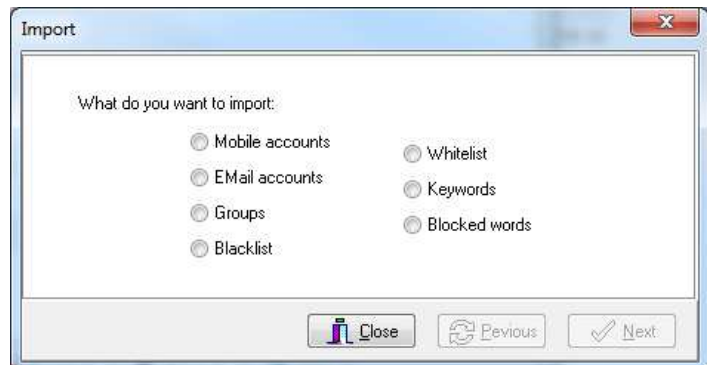 Import
What do you want to import:
Mobile accounts
EMail accounts
Groups
Blacklist
Whitelist
Keywords
Blocked words
Close
Pevious
Next